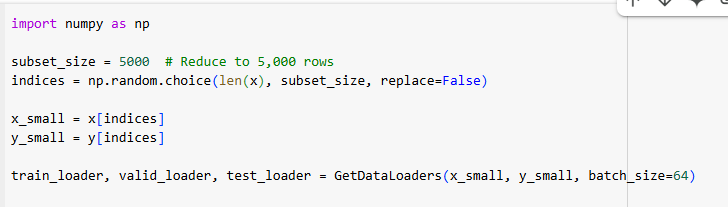 import numpy as np
subset_size = 5000  # Reduce to 5,000 rows
indices = np.random.choice(len(x), subset_size, replace=False)
x_small = x[indices]
y_small = y[indices]
train_loader, valid_loader, test_loader = GetDataLoaders(x_small, y_small, batch_size=64)